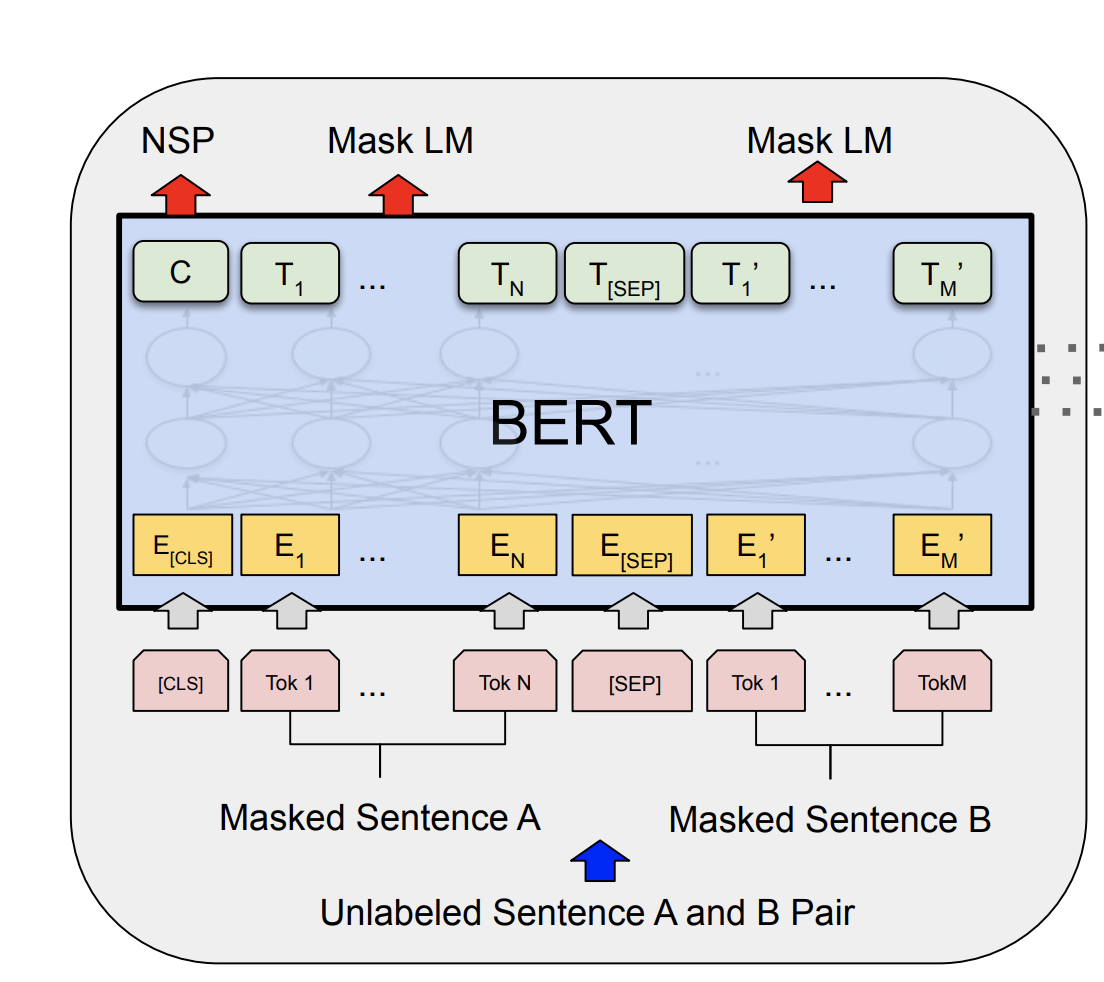 NSP Mask LM Mask LM
C T1 ... TN T[SEP] T1’ ... TM’
...
BERT
...
E[CLS] E1 ... EN E[SEP] E1’ ... EM’
[CLS] Tok 1 ... Tok N [SEP] Tok 1 ... TokM
Masked Sentence A Masked Sentence B
Unlabeled Sentence A and B Pair